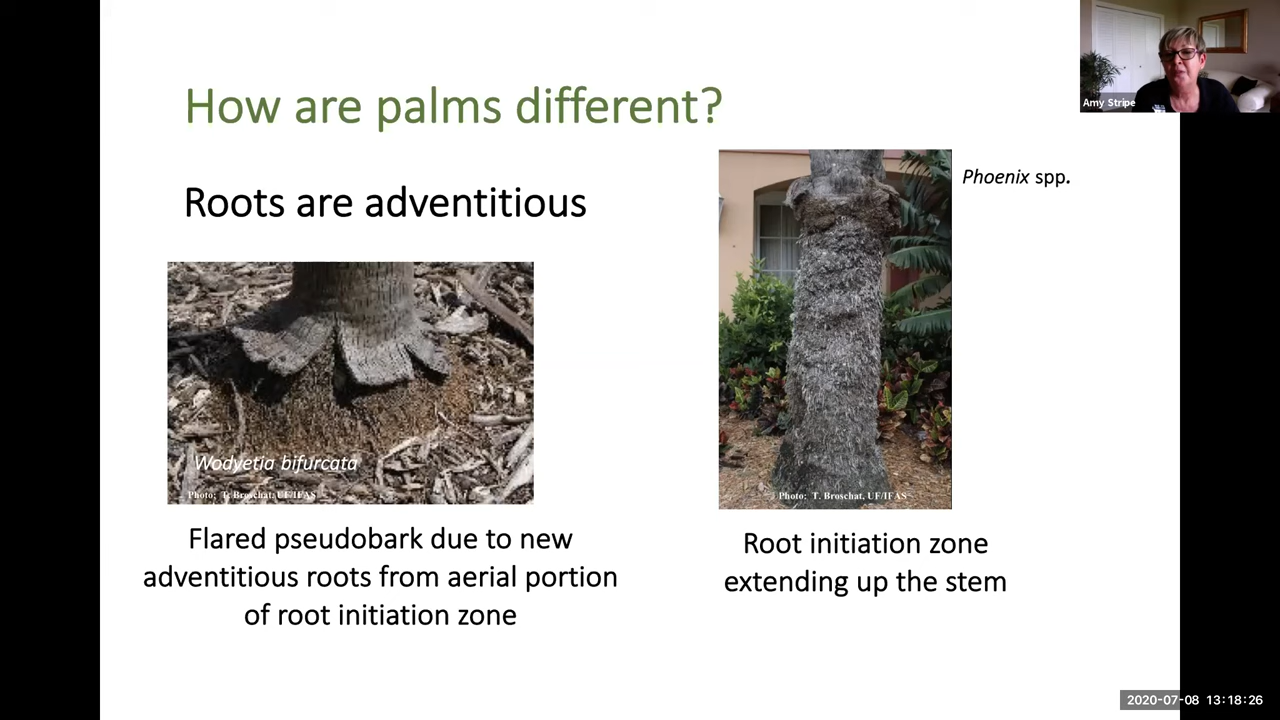 Amy Stripe
How are palms different?
Roots are adventitious
Phoenix spp.
Wodyetia bifurcata
Photo: T. Broschat, UF/IFAS
Photo: T. Broschat, UF/IFAS
Flared pseudobark due to new
adventitious roots from aerial portion
of root initiation zone
Root initiation zone
extending up the stem
2020-07-08 13:18:26